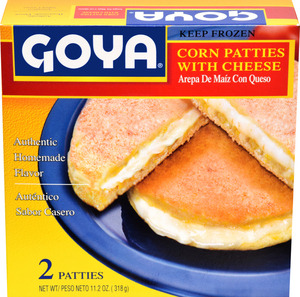 GOYA®
KEEP FROZEN
CORN PATTIES
WITH CHEESE
Arepa De Maíz Con Queso
Authentic
Homemade
Flavor
Auténtico
Sabor Casero
2 PATTIES
NET WT/ PESO NETO 11.2 OZ. (318 g)